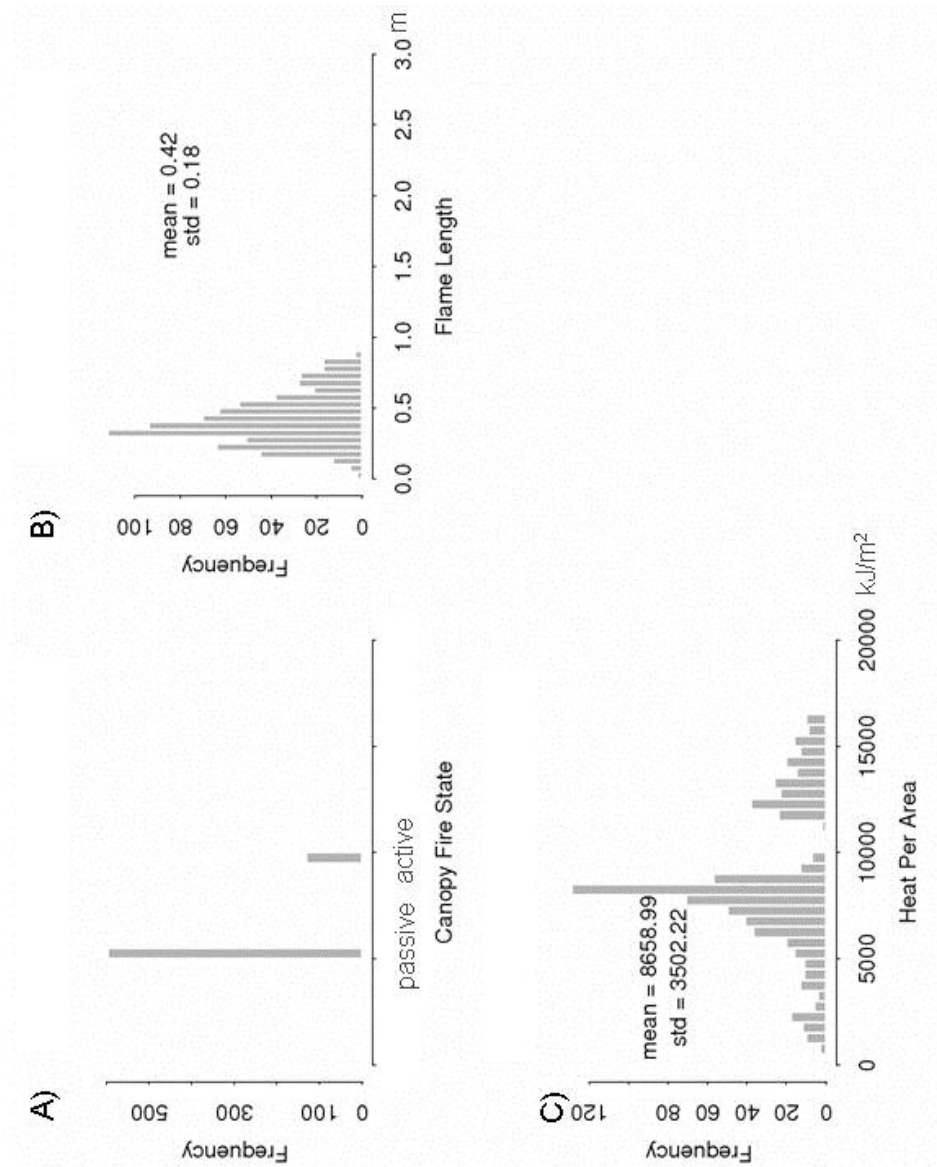 A)
Frequency
500
300
100
0
passive active
Canopy Fire State
B)
Frequency
100
80
60
40
20
0
mean = 0.42
std = 0.18
0.0 0.5 1.0 1.5 2.0 2.5 3.0 m
Flame Length
C)
Frequency
120
80
60
40
20
0
mean = 8658.99
std = 3502.22
0 5000 10000 15000 20000 kJ/m²
Heat Per Area